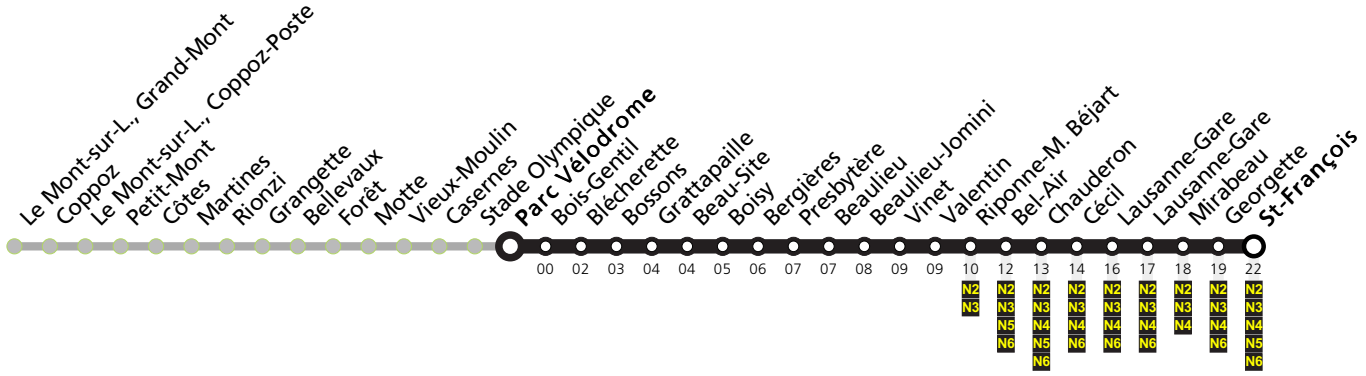 Le Mont-sur-L., Grand-Mont
Coppoz
Le Mont-sur-L., Coppoz-Poste
Petit-Mont
Côtes
Martines
Rionzi
Grangette
Bellevaux
Forêt
Motte
Vieux-Moulin
Casernes
Stade Olympique
Parc Vélodrome
Bois-Gentil
Blécherette
Bossons
Grattapaille
Beau-Site
Boisy
Bergières
Presbytère
Beaulieu
Beaulieu-Jomini
Vinet
Valentin
Riponne-M. Béjart
Bel-Air
Chauderon
Cécil
Lausanne-Gare
Lausanne-Gare
Mirabeau
Georgette
St-François
00 02 03 04 04 05 06 07 07 08 09 09 10 12 13 14 16 17 18 19 22
N2 N2 N2 N2 N2 N2 N2 N2 N2
N3 N3 N3 N3 N3 N3 N3 N3 N3
N5 N4 N4 N4 N4 N4 N4 N4
N6 N5 N6 N6 N6 N6 N5
N6 N6